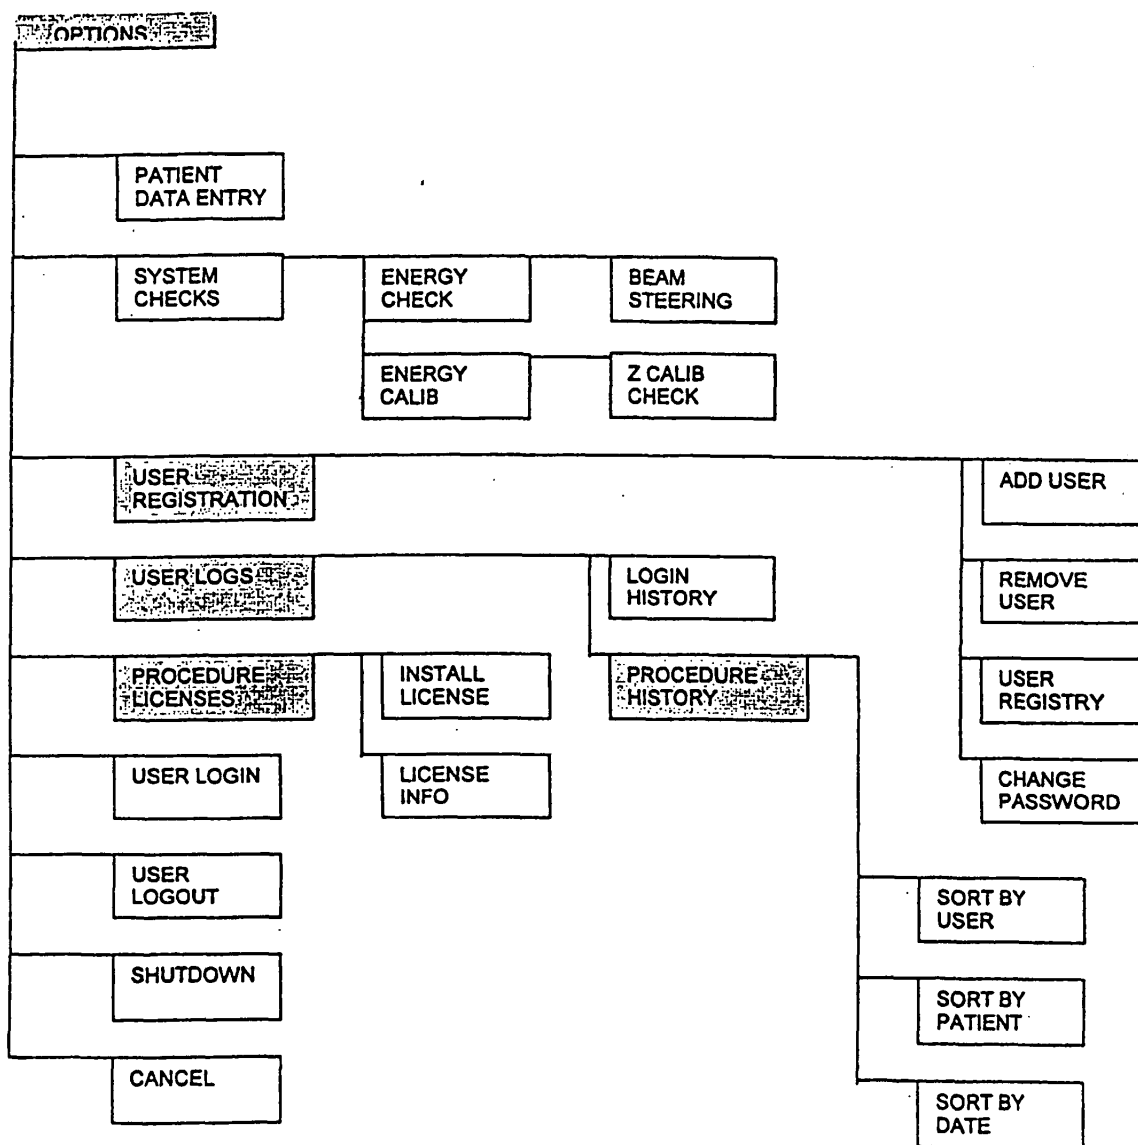 OPTIONS
PATIENT
DATA ENTRY
SYSTEM
CHECKS
ENERGY
CHECK
BEAM
STEERING
ENERGY
CALIB
Z CALIB
CHECK
USER
REGISTRATION
ADD USER
USER LOGS
LOGIN
HISTORY
REMOVE
USER
PROCEDURE
LICENSES
INSTALL
LICENSE
PROCEDURE
HISTORY
USER
REGISTRY
USER LOGIN
LICENSE
INFO
CHANGE
PASSWORD
USER
LOGOUT
SORT BY
USER
SHUTDOWN
SORT BY
PATIENT
CANCEL
SORT BY
DATE